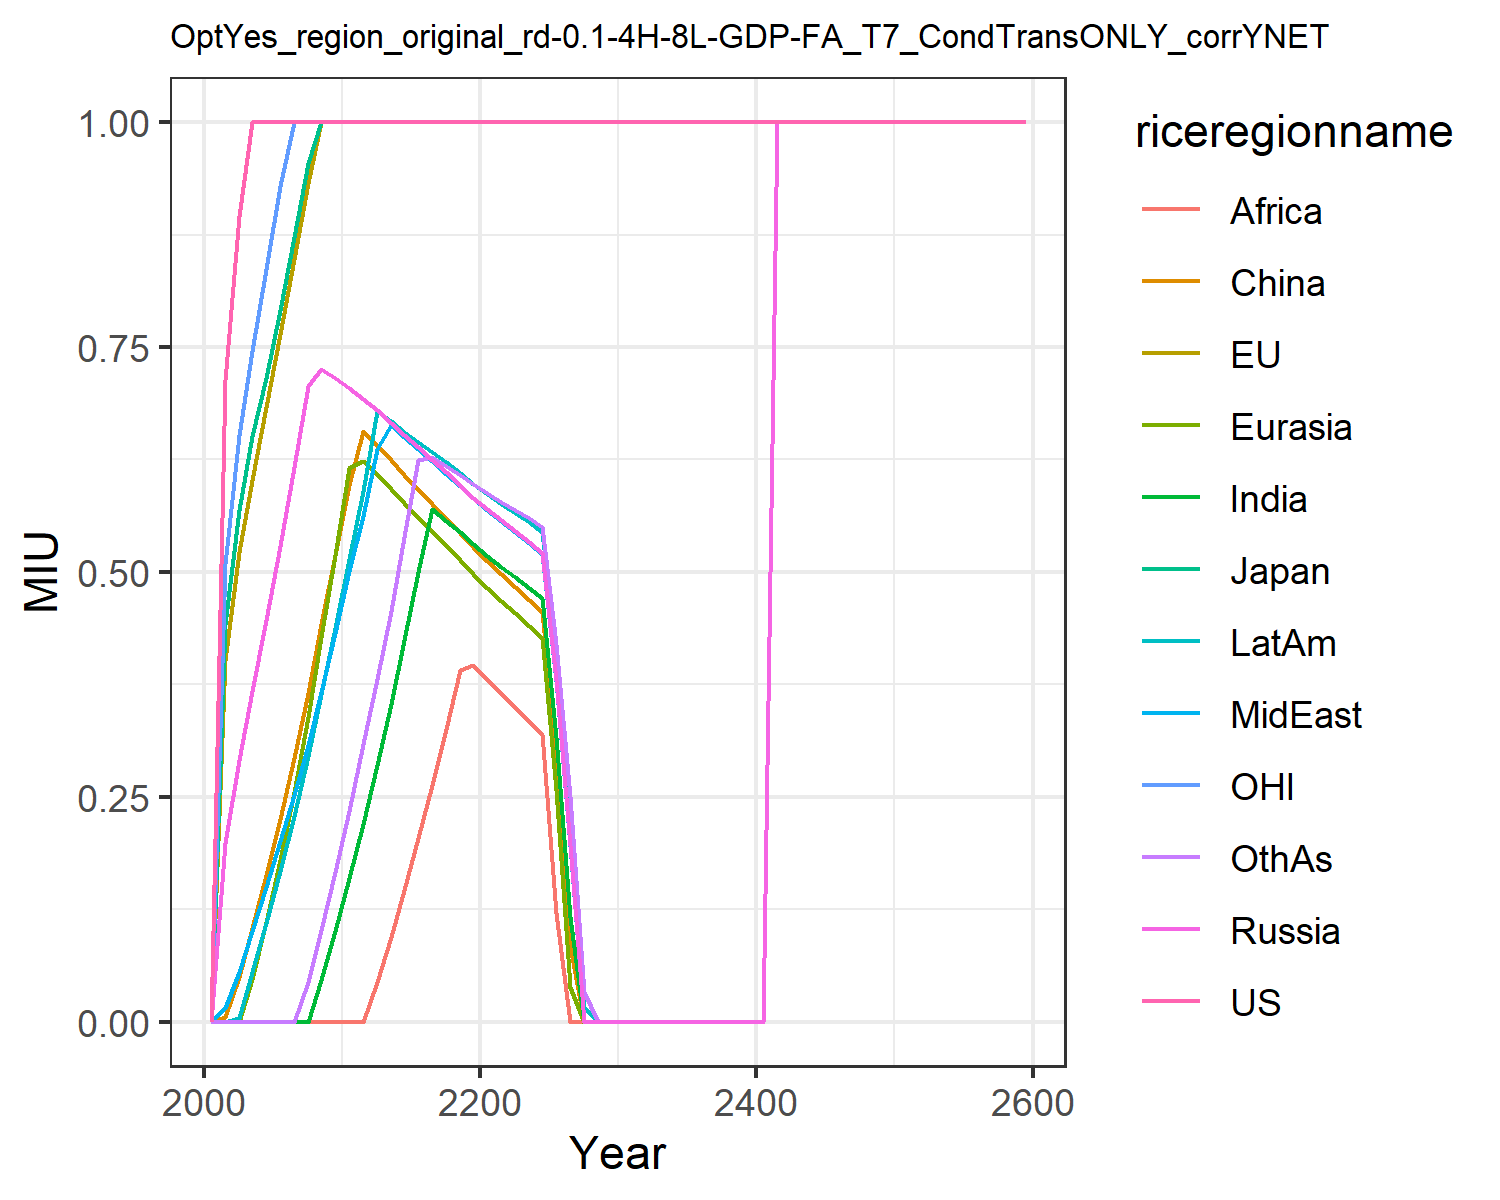 OptYes_region_original_rd-0.1-4H-8L-GDP-FA_T7_CondTransONLY_corrYNET
1.00
0.75
0.50
0.25
0.00
MIU
2000
2200
2400
2600
Year
riceregionname
Africa
China
EU
Eurasia
India
Japan
LatAm
MidEast
OHI
OthAs
Russia
US